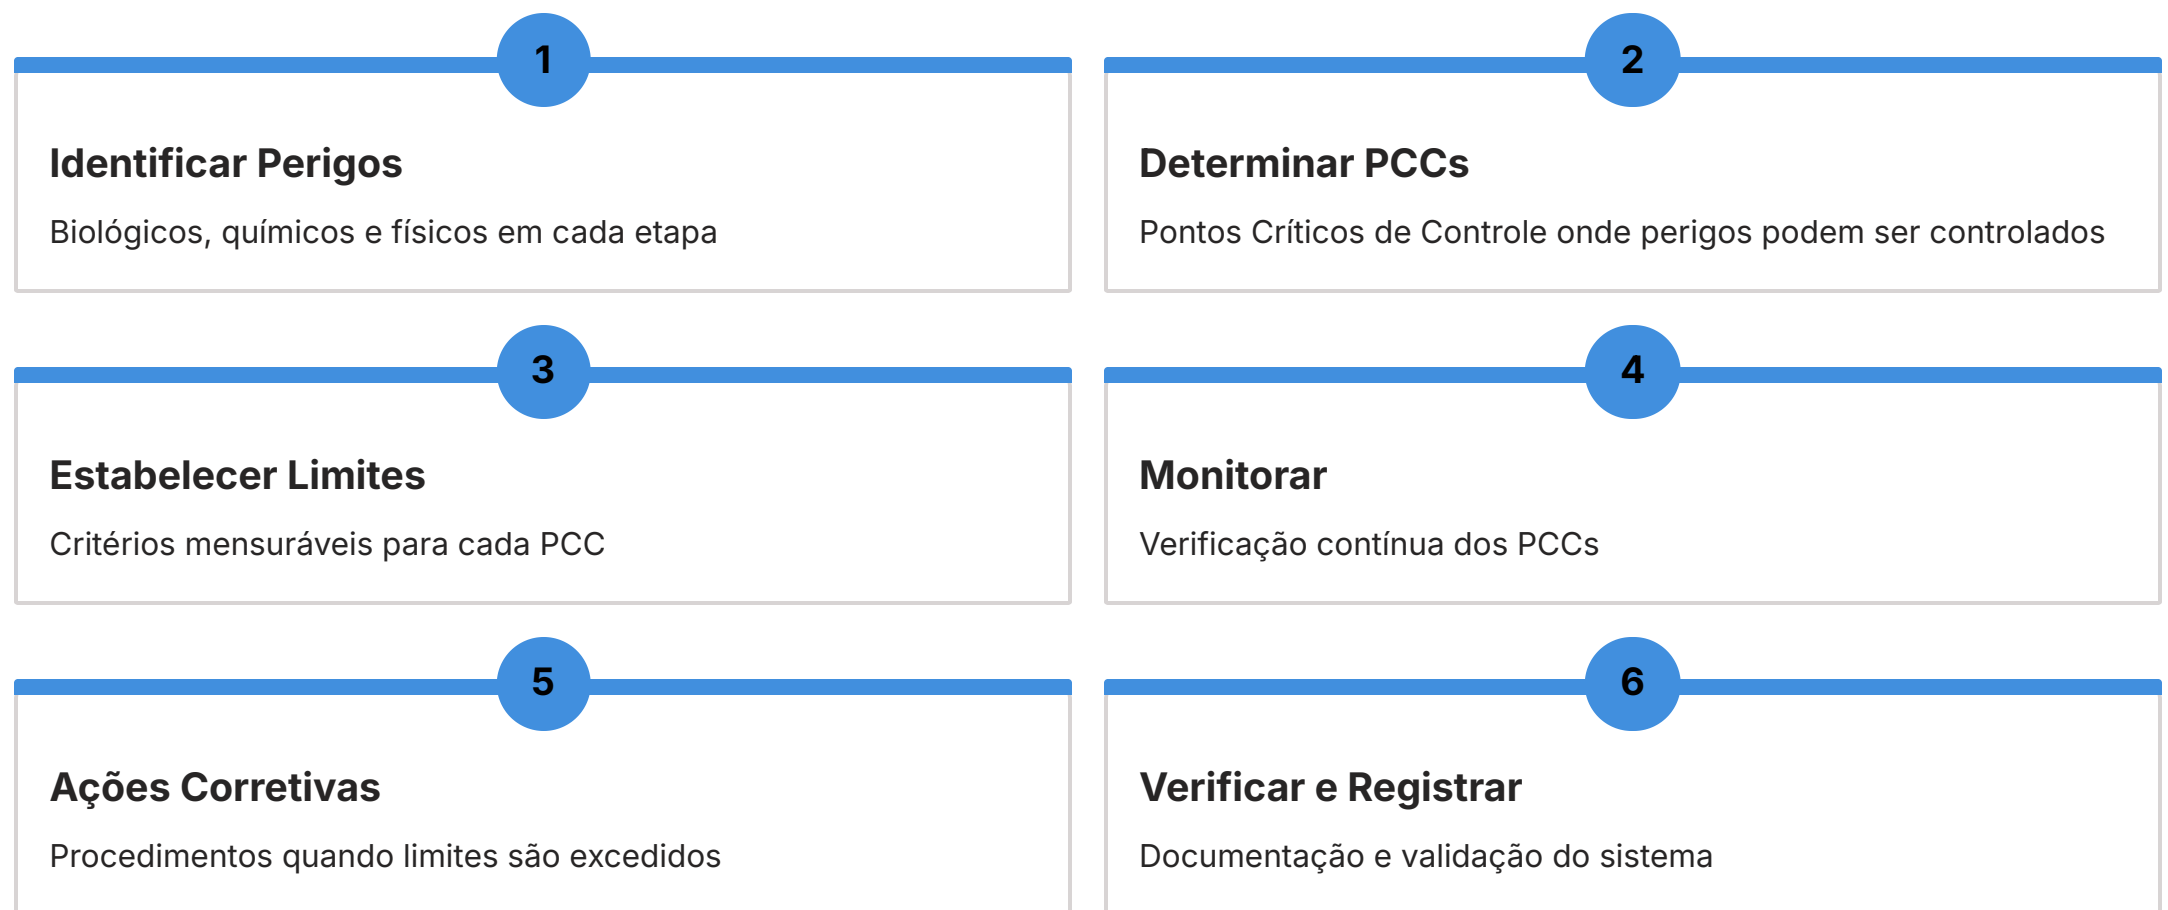 1
Identificar Perigos
Biológicos, químicos e físicos em cada etapa
2
Determinar PCCs
Pontos Críticos de Controle onde perigos podem ser controlados
3
Estabelecer Limites
Critérios mensuráveis para cada PCC
4
Monitorar
Verificação contínua dos PCCs
5
Ações Corretivas
Procedimentos quando limites são excedidos
6
Verificar e Registrar
Documentação e validação do sistema